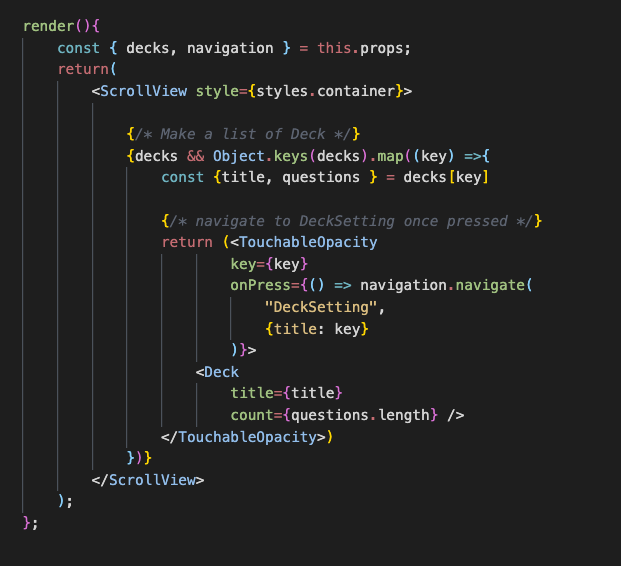 render(){
const { decks, navigation } = this.props;
return(
<ScrollView style={styles.container}>
{/* Make a list of Deck */}
{decks && Object.keys(decks).map((key) =>{
const {title, questions } = decks[key]
{/* navigate to DeckSetting once pressed */}
return (<TouchableOpacity
key={key}
onPress={() => navigation.navigate(
"DeckSetting",
{title: key}
)}>
<Deck
title={title}
count={questions.length} />
</TouchableOpacity>)
})}
</ScrollView>
);
};